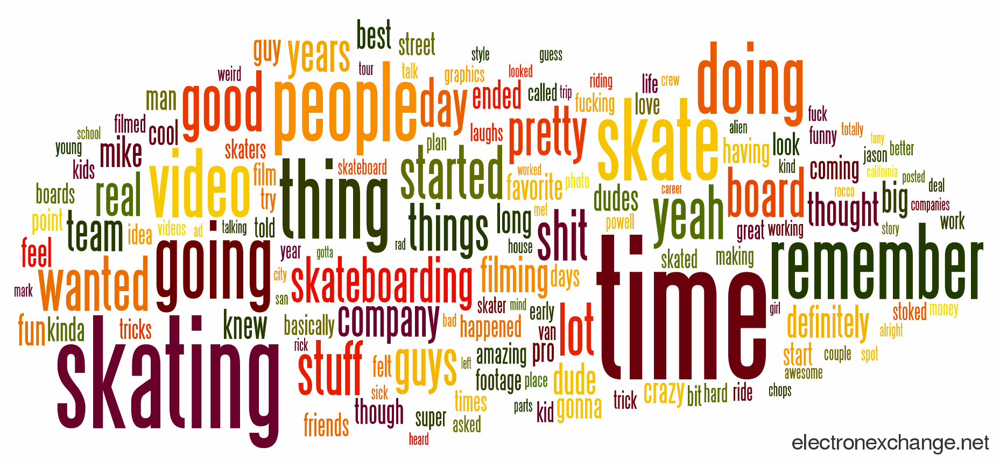 best
guy
years
street
style
guess
doing
weird
tour
talk
graphics
looked
good
people
day
ended
called
trip
riding
life
crew
man
fucking
love
skate
fuck
filmed
cool
laughs
pretty
alien
funny
totally
school
young
mike
skaters
plan
having
look
tony
better
kids
video
film
skateboard
started
worked
kind
coming
jason
california
posted
boards
real
try
thing
favorite
photo
dudes
career
board
rocco
big
deal
point
team
idea
videos
ad
talking
told
things
long
met
shit
powell
yeah
great
working
thought
companies
story
work
feel
going
year
gotta
rad
house
time
skated
making
remember
mark
wanted
city
san
skateboarding
filming
days
fun
kinda
tricks
knew
basically
company
bad
happened
skater
mind
early
van
lot
girl
definitely
stoked
money
alright
skating
rick
stuff
felt
guys
left
amazing
pro
start
couple
spot
footage
place
dude
awesome
sick
times
parts
kid
gonna
trick
crazy
bit
hard
ride
chops
friends
though
super
asked
heard
electronexchange.net